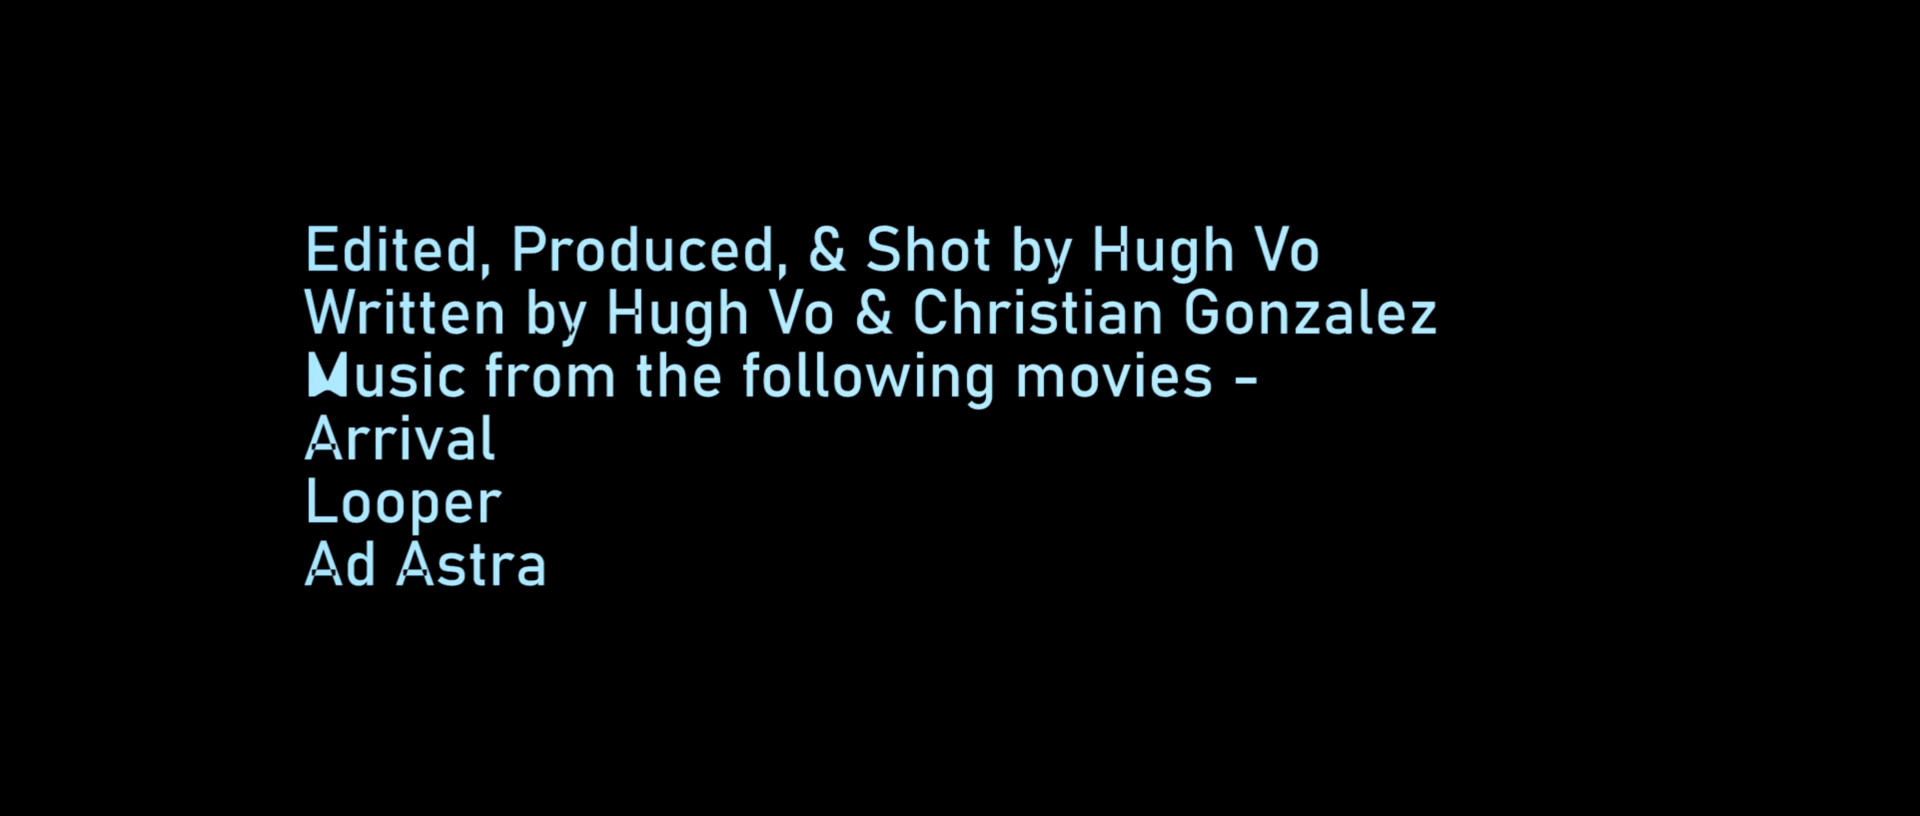 Edited, Produced, & Shot by Hugh Vo
Written by Hugh Vo & Christian Gonzalez
Music from the following movies -
Arrival
Looper
Ad Astra